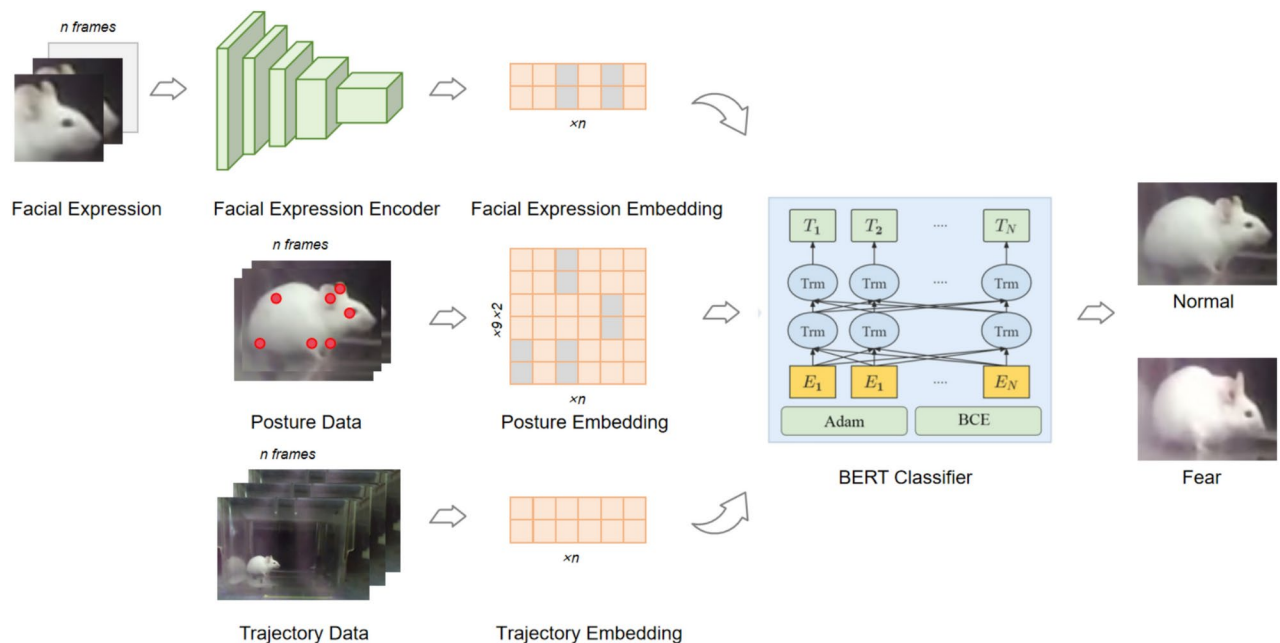 n frames
Facial Expression
Facial Expression Encoder
×n
Facial Expression Embedding
n frames
Posture Data
×9×2
×n
Posture Embedding
n frames
Trajectory Data
×n
Trajectory Embedding
T1 T2 .... TN
Trm Trm Trm
Trm Trm .... Trm
E1 E1 .... EN
Adam BCE
BERT Classifier
Normal
Fear